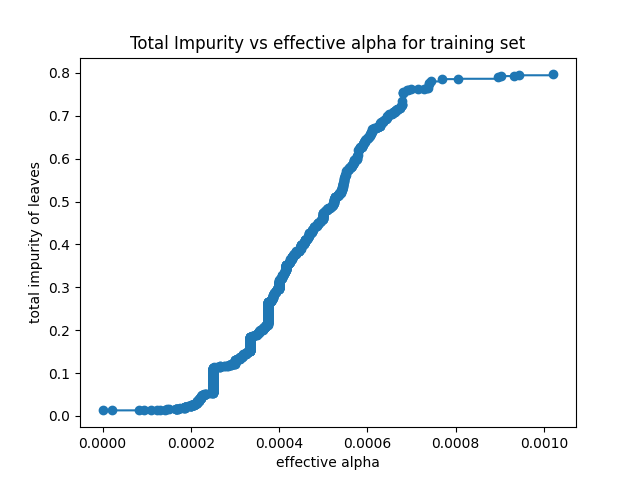 Total Impurity vs effective alpha for training set
total impurity of leaves
0.8
0.7
0.6
0.5
0.4
0.3
0.2
0.1
0.0
0.0000 0.0002 0.0004 0.0006 0.0008 0.0010
effective alpha